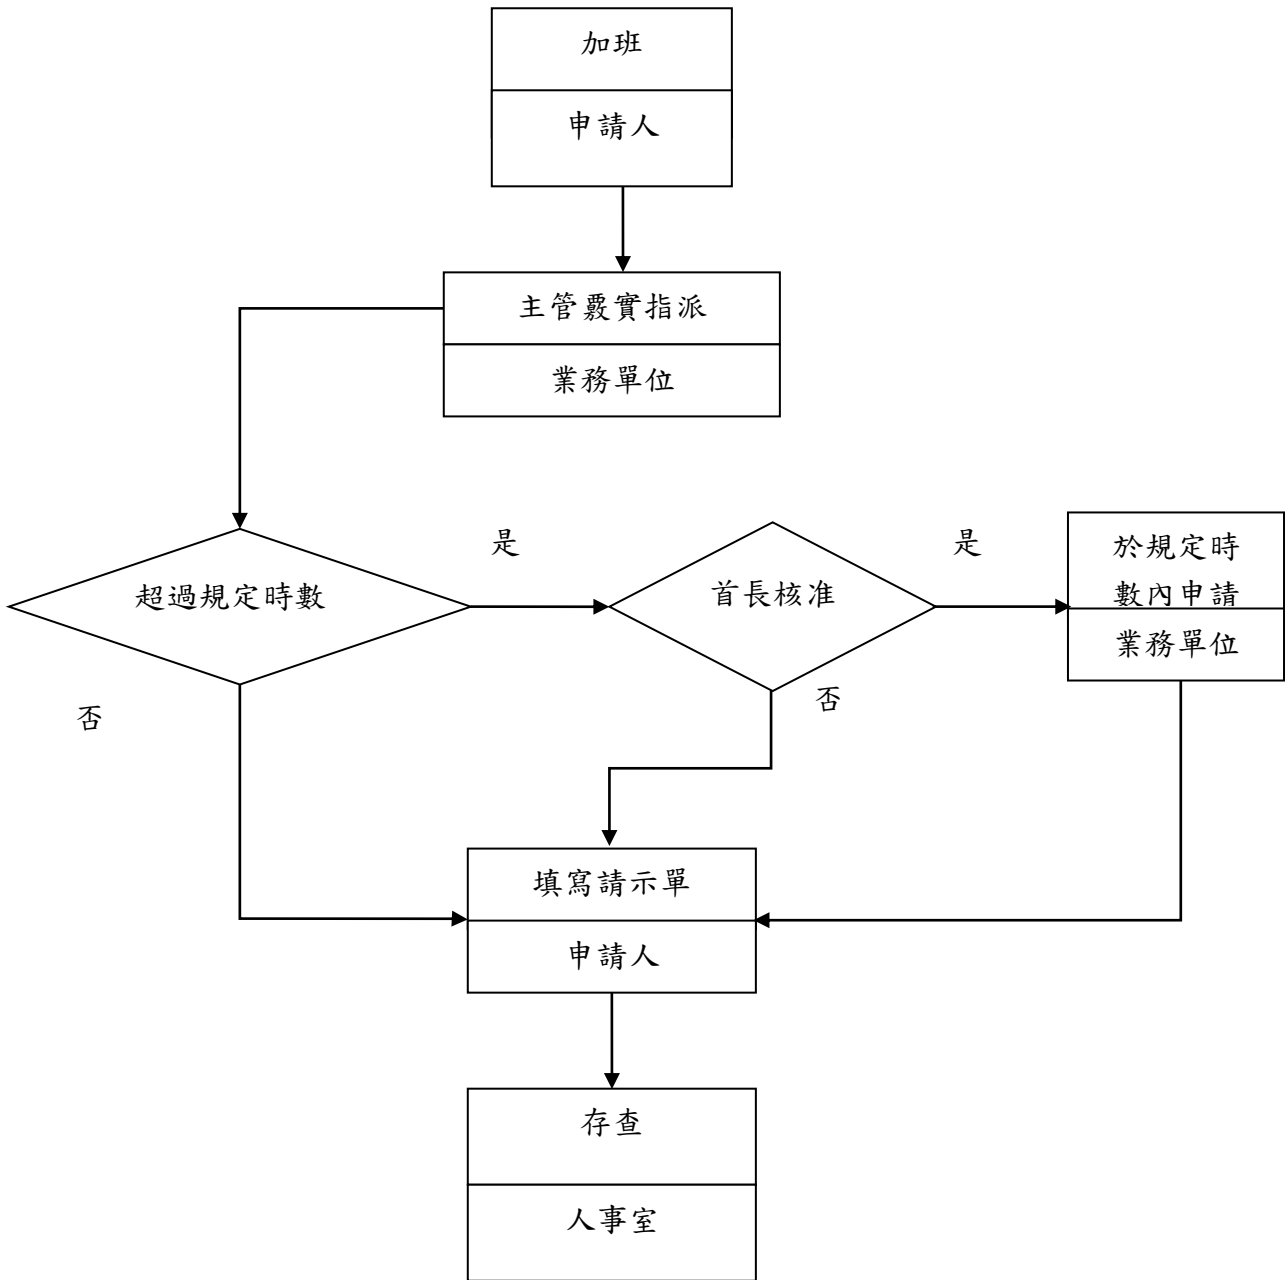 加班
申請人
主管覈實指派
業務單位
超過規定時數
是
首長核准
是
於規定時
數內申請
業務單位
否
否
填寫請示單
申請人
存查
人事室